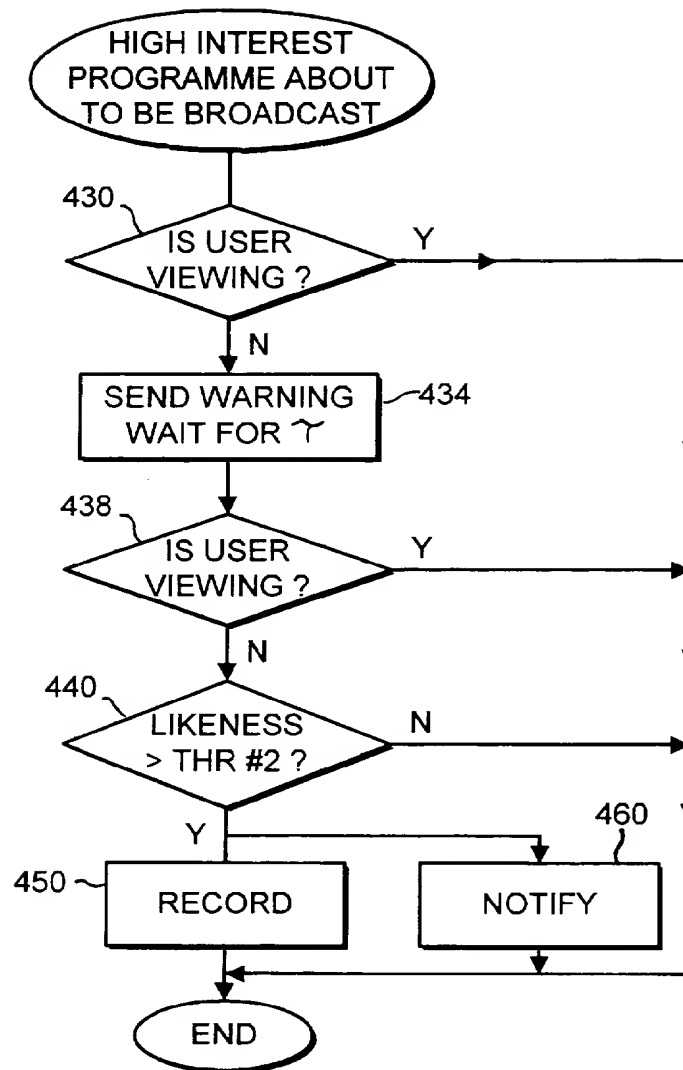 HIGH INTEREST
PROGRAMME ABOUT
TO BE BROADCAST
430
IS USER
VIEWING ?
Y
N
SEND WARNING
WAIT FOR τ
434
438
IS USER
VIEWING ?
Y
N
440
LIKENESS
> THR #2 ?
N
Y
460
450
RECORD
NOTIFY
END